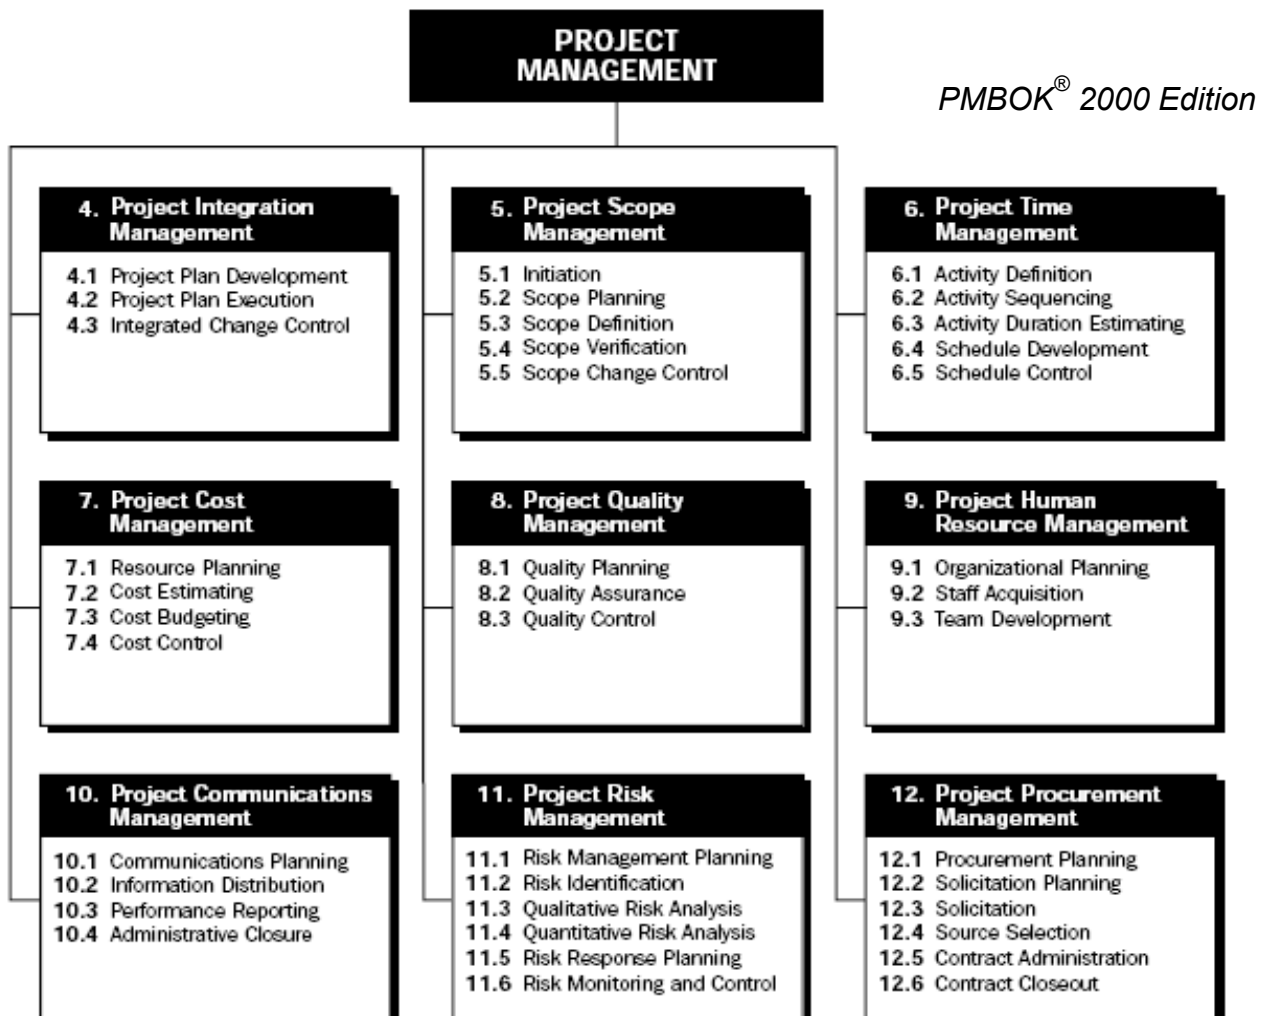 PROJECT
MANAGEMENT
PMBOK® 2000 Edition
4. Project Integration
Management
4.1 Project Plan Development
4.2 Project Plan Execution
4.3 Integrated Change Control
5. Project Scope
Management
5.1 Initiation
5.2 Scope Planning
5.3 Scope Definition
5.4 Scope Verification
5.5 Scope Change Control
6. Project Time
Management
6.1 Activity Definition
6.2 Activity Sequencing
6.3 Activity Duration Estimating
6.4 Schedule Development
6.5 Schedule Control
7. Project Cost
Management
7.1 Resource Planning
7.2 Cost Estimating
7.3 Cost Budgeting
7.4 Cost Control
8. Project Quality
Management
8.1 Quality Planning
8.2 Quality Assurance
8.3 Quality Control
9. Project Human
Resource Management
9.1 Organizational Planning
9.2 Staff Acquisition
9.3 Team Development
10. Project Communications
Management
10.1 Communications Planning
10.2 Information Distribution
10.3 Performance Reporting
10.4 Administrative Closure
11. Project Risk
Management
11.1 Risk Management Planning
11.2 Risk Identification
11.3 Qualitative Risk Analysis
11.4 Quantitative Risk Analysis
11.5 Risk Response Planning
11.6 Risk Monitoring and Control
12. Project Procurement
Management
12.1 Procurement Planning
12.2 Solicitation Planning
12.3 Solicitation
12.4 Source Selection
12.5 Contract Administration
12.6 Contract Closeout